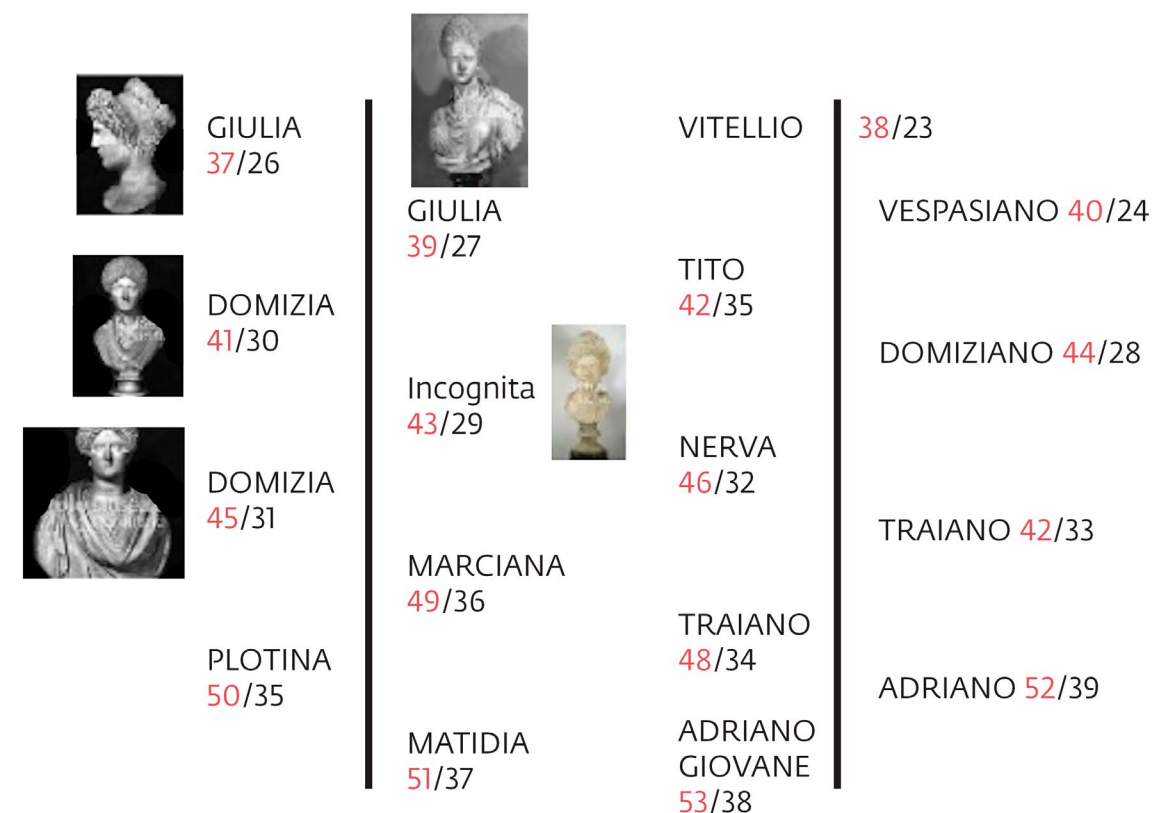 GIULIA
37/26
DOMIZIA
41/30
DOMIZIA
45/31
PLOTINA
50/35
GIULIA
39/27
Incognita
43/29
MARCIANA
49/36
MATIDIA
51/37
VITELLIO
TITO
42/35
NERVA
46/32
TRAIANO
48/34
ADRIANO
GIOVANE
53/38
38/23
VESPASIANO 40/24
DOMIZIANO 44/28
TRAIANO 42/33
ADRIANO 52/39